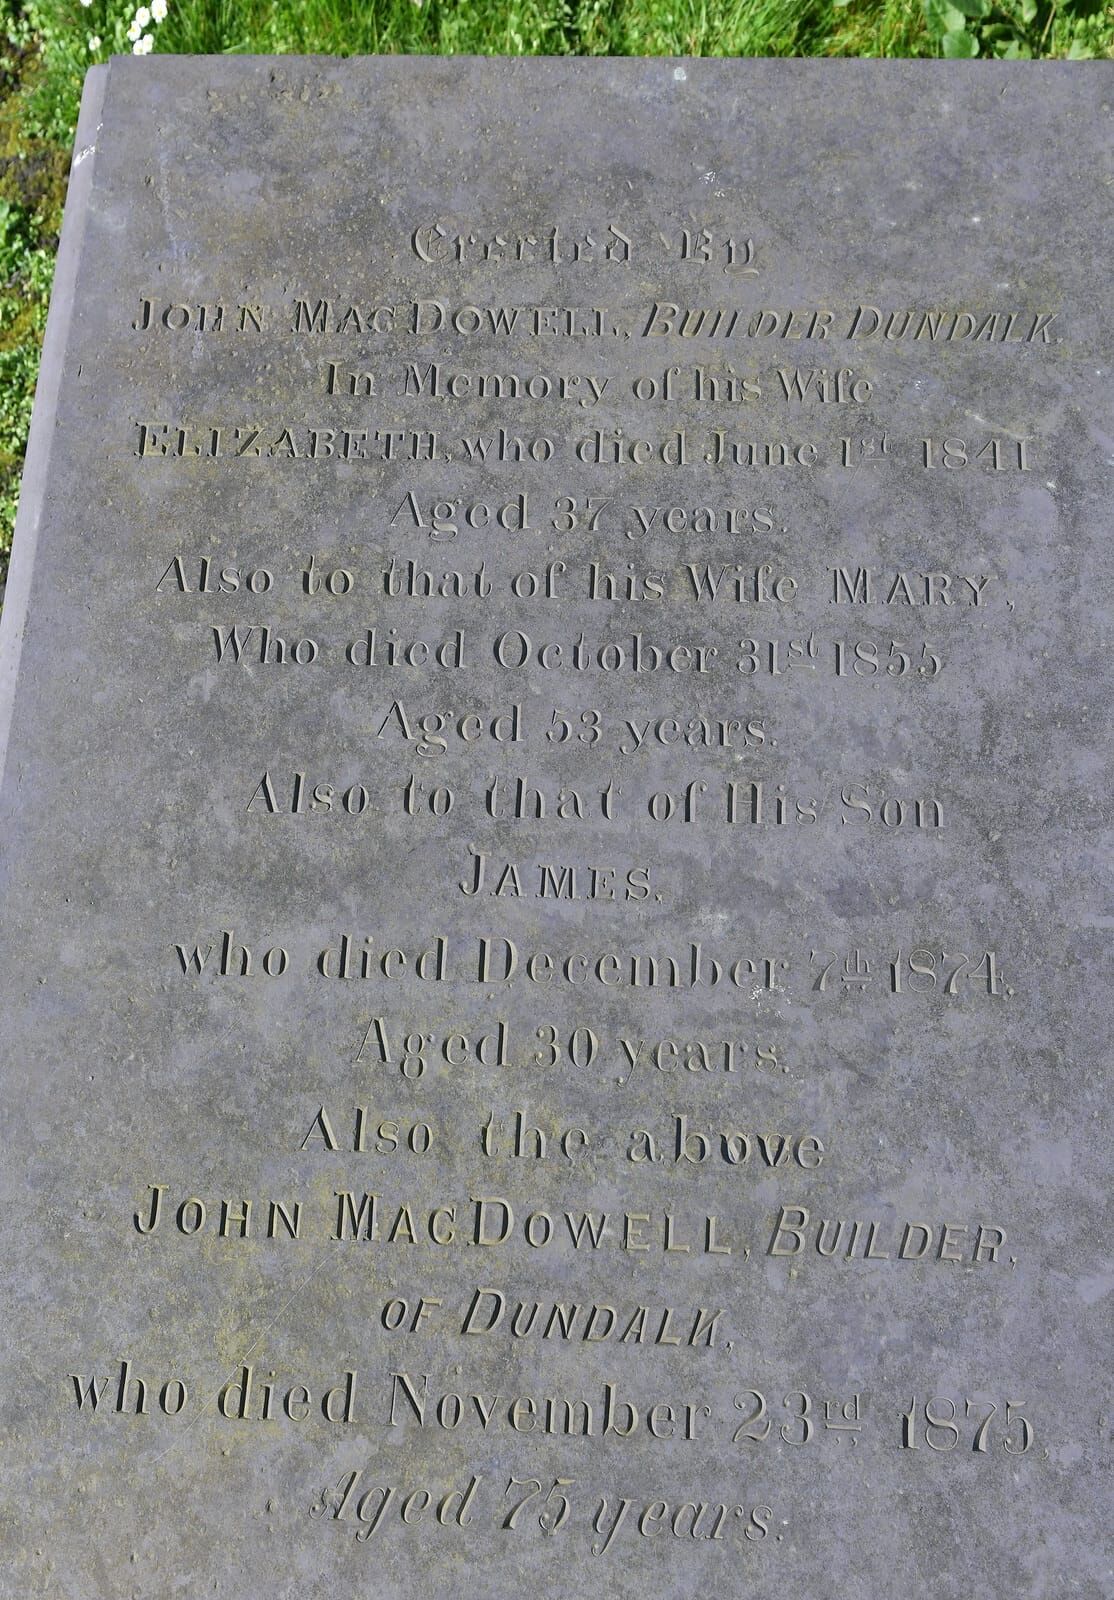 Erected By
JOHN MACDOWELL, BUILDER DUNDALK.
In Memory of his Wife
ELIZABETH, who died June 1st 1841
Aged 37 years.
Also to that of his Wife MARY,
Who died October 31st 1855
Aged 53 years.
Also to that of His Son
JAMES,
who died December 7th 1874,
Aged 30 years.
Also the above
JOHN MACDOWELL, BUILDER,
OF DUNDALK,
who died November 23rd 1875,
Aged 75 years.